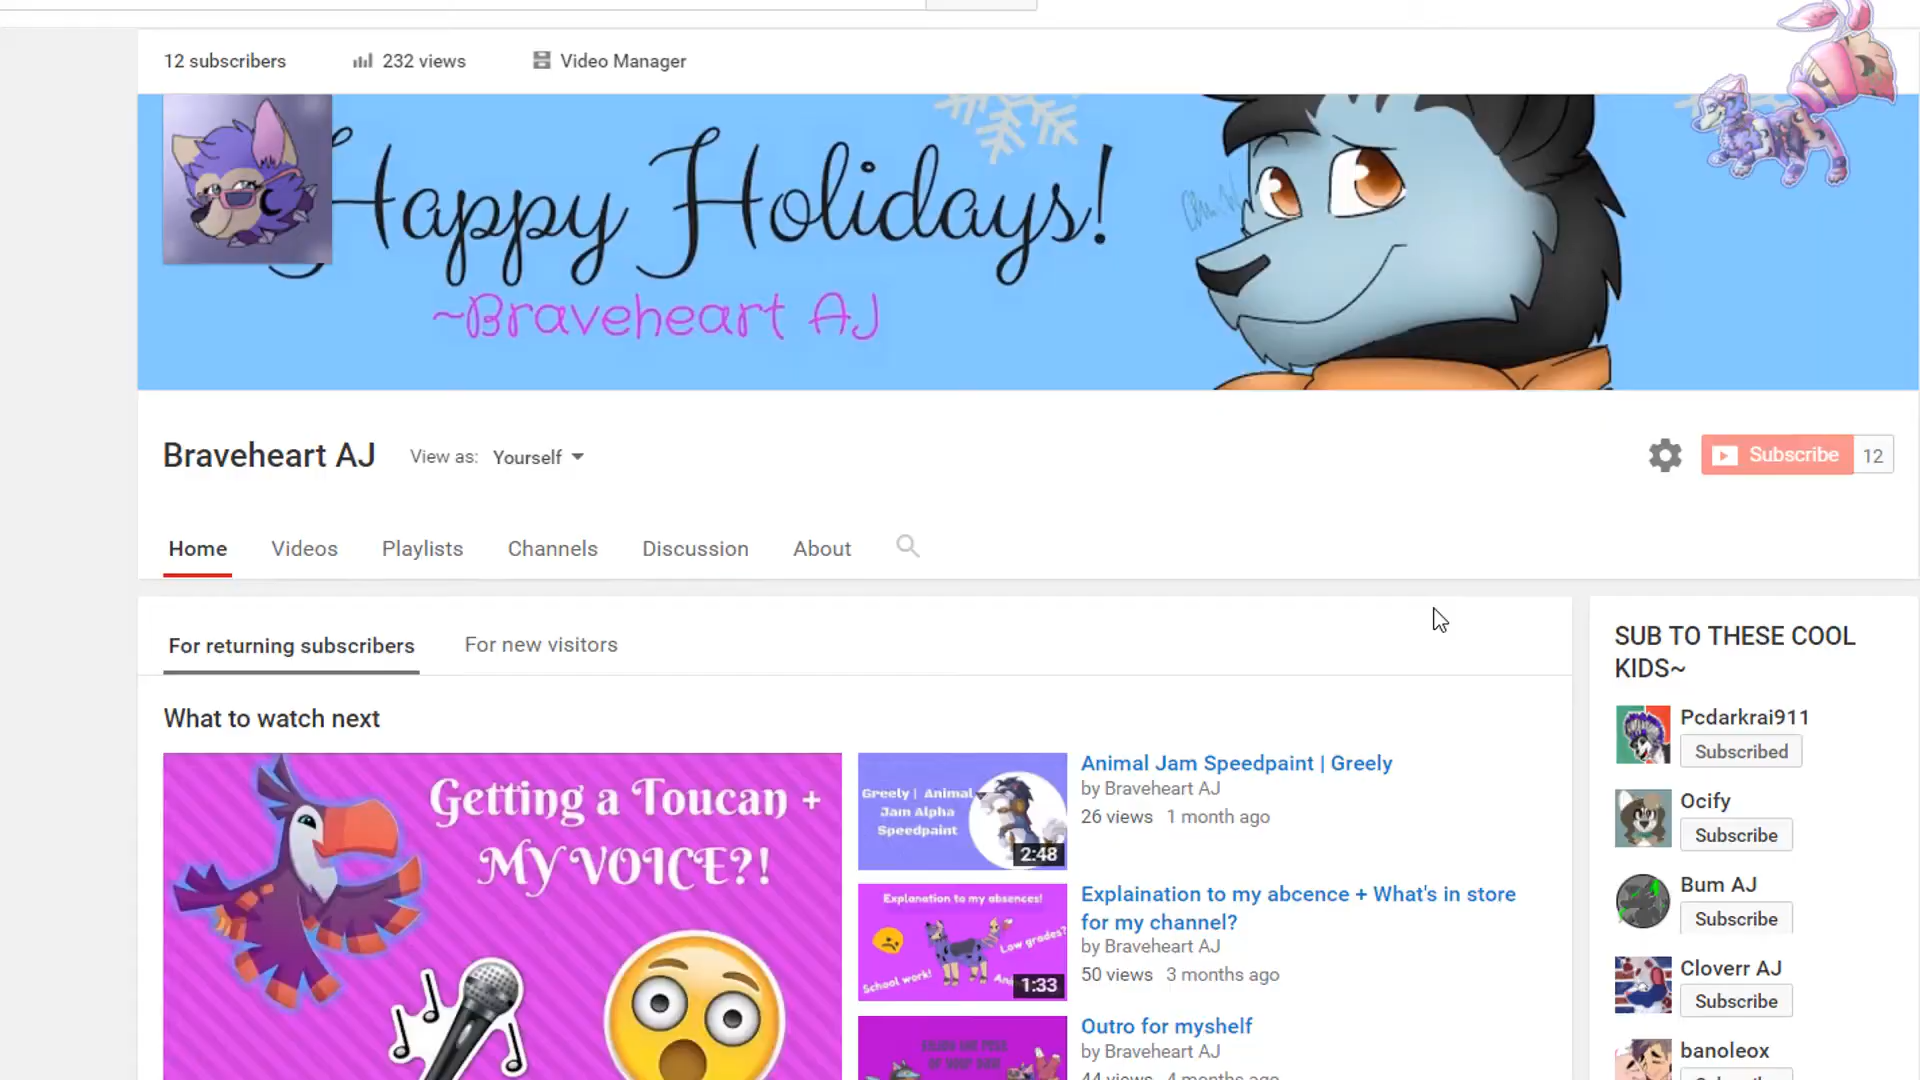 12 subscribers
232 views
Video Manager
Happy Holidays!
~Braveheart AJ
Braveheart AJ
View as: Yourself
Subscribe 12
Home
Videos
Playlists
Channels
Discussion
About
For returning subscribers
For new visitors
What to watch next
Getting a Toucan +
MY VOICE?!
Greely | Animal
Jam Alpha
Speedpaint
2:48
Animal Jam Speedpaint | Greely
by Braveheart AJ
26 views 1 month ago
Explanation to my absences!
Low grades?
School work!
1:33
Explaination to my abcence + What's in store
for my channel?
by Braveheart AJ
50 views 3 months ago
Outro for myshelf
by Braveheart AJ
44 views 4 months ago
SUB TO THESE COOL
KIDS~
Pcdarkrai911
Subscribed
Ocify
Subscribe
Bum AJ
Subscribe
Cloverr AJ
Subscribe
banoleox